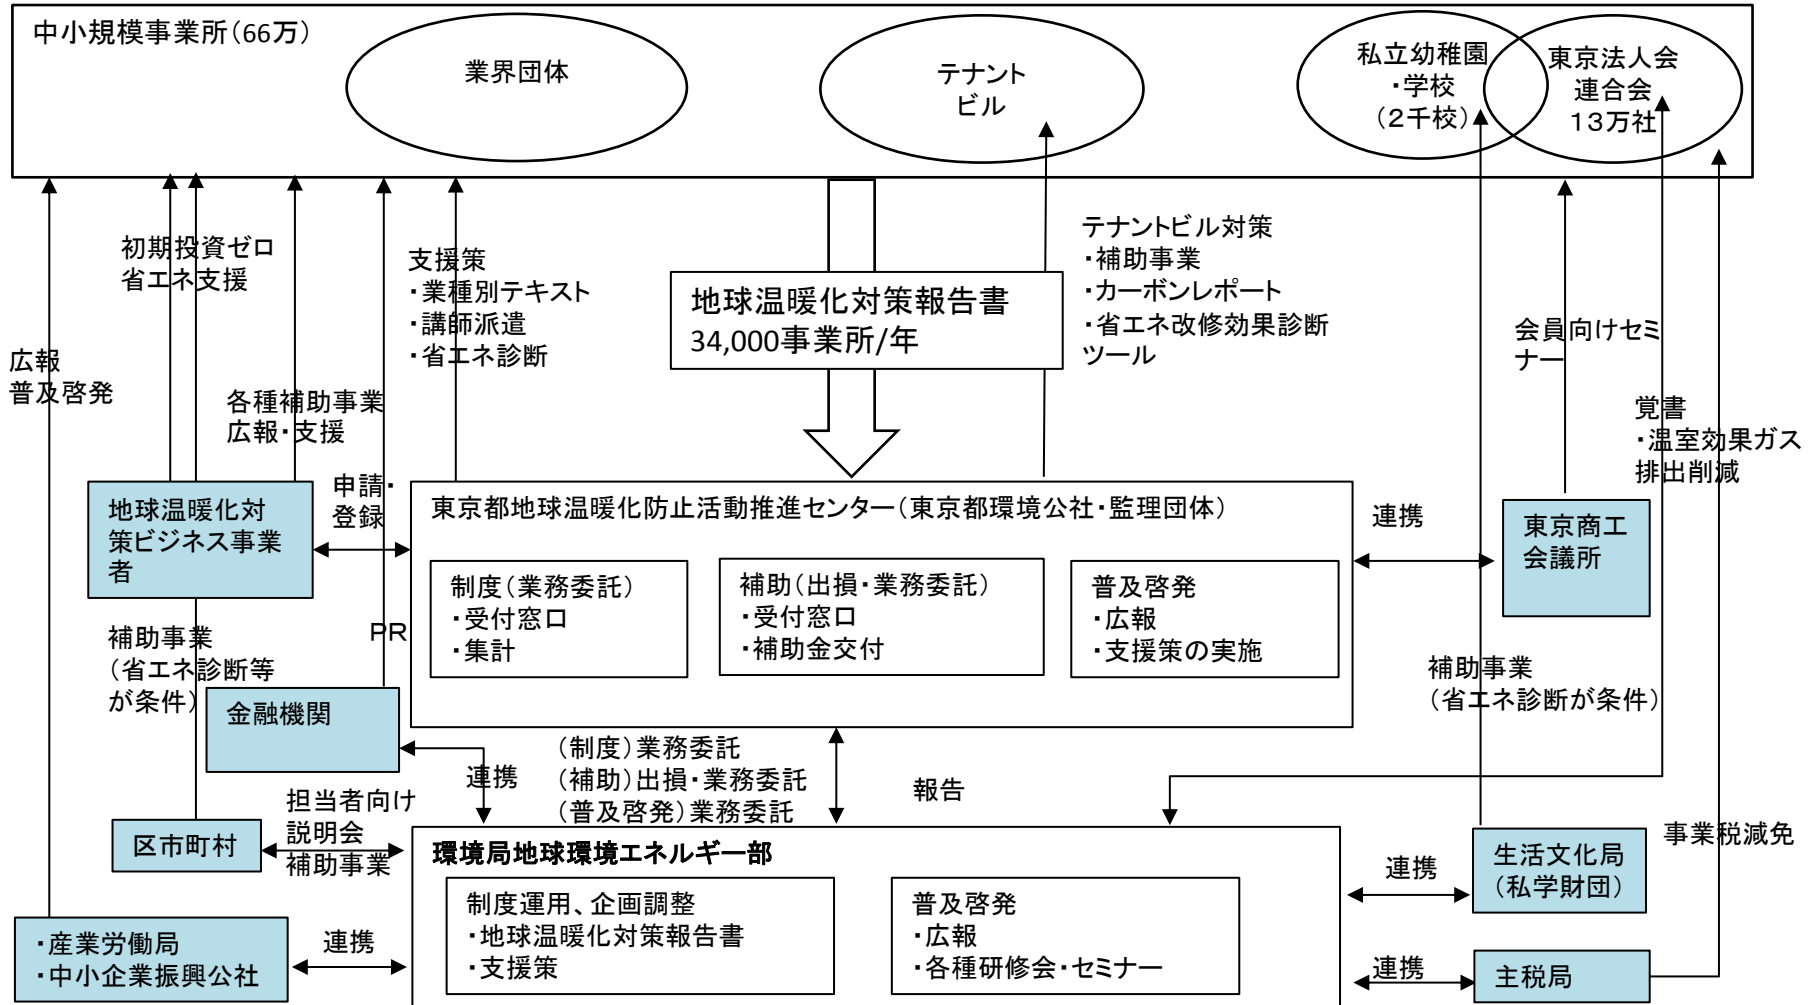 中小規模事業所（66万）
業界団体
テナント
ビル
私立幼稚園
・学校
（２千校）
東京法人会
連合会
１３万社
初期投資ゼロ
省エネ支援
支援策
・業種別テキスト
・講師派遣
・省エネ診断
地球温暖化対策報告書
34,000事業所/年
テナントビル対策
・補助事業
・カーボンレポート
・省エネ改修効果診断
ツール
会員向けセミ
ナー
広報
普及啓発
各種補助事業
広報・支援
覚書
・温室効果ガス
排出削減
地球温暖化対
策ビジネス事業
者
申請・
登録
東京都地球温暖化防止活動推進センター（東京都環境公社・監理団体）
連携
東京商工
会議所
制度（業務委託）
・受付窓口
・集計
補助（出損・業務委託）
・受付窓口
・補助金交付
普及啓発
・広報
・支援策の実施
補助事業
（省エネ診断等
が条件）
PR
金融機関
補助事業
（省エネ診断が条件）
連携
（制度）業務委託
（補助）出損・業務委託
（普及啓発）業務委託
報告
担当者向け
説明会
補助事業
区市町村
環境局地球環境エネルギー部
事業税減免
生活文化局
（私学財団）
連携
制度運用、企画調整
・地球温暖化対策報告書
・支援策
普及啓発
・広報
・各種研修会・セミナー
・産業労働局
・中小企業振興公社
連携
連携
主税局